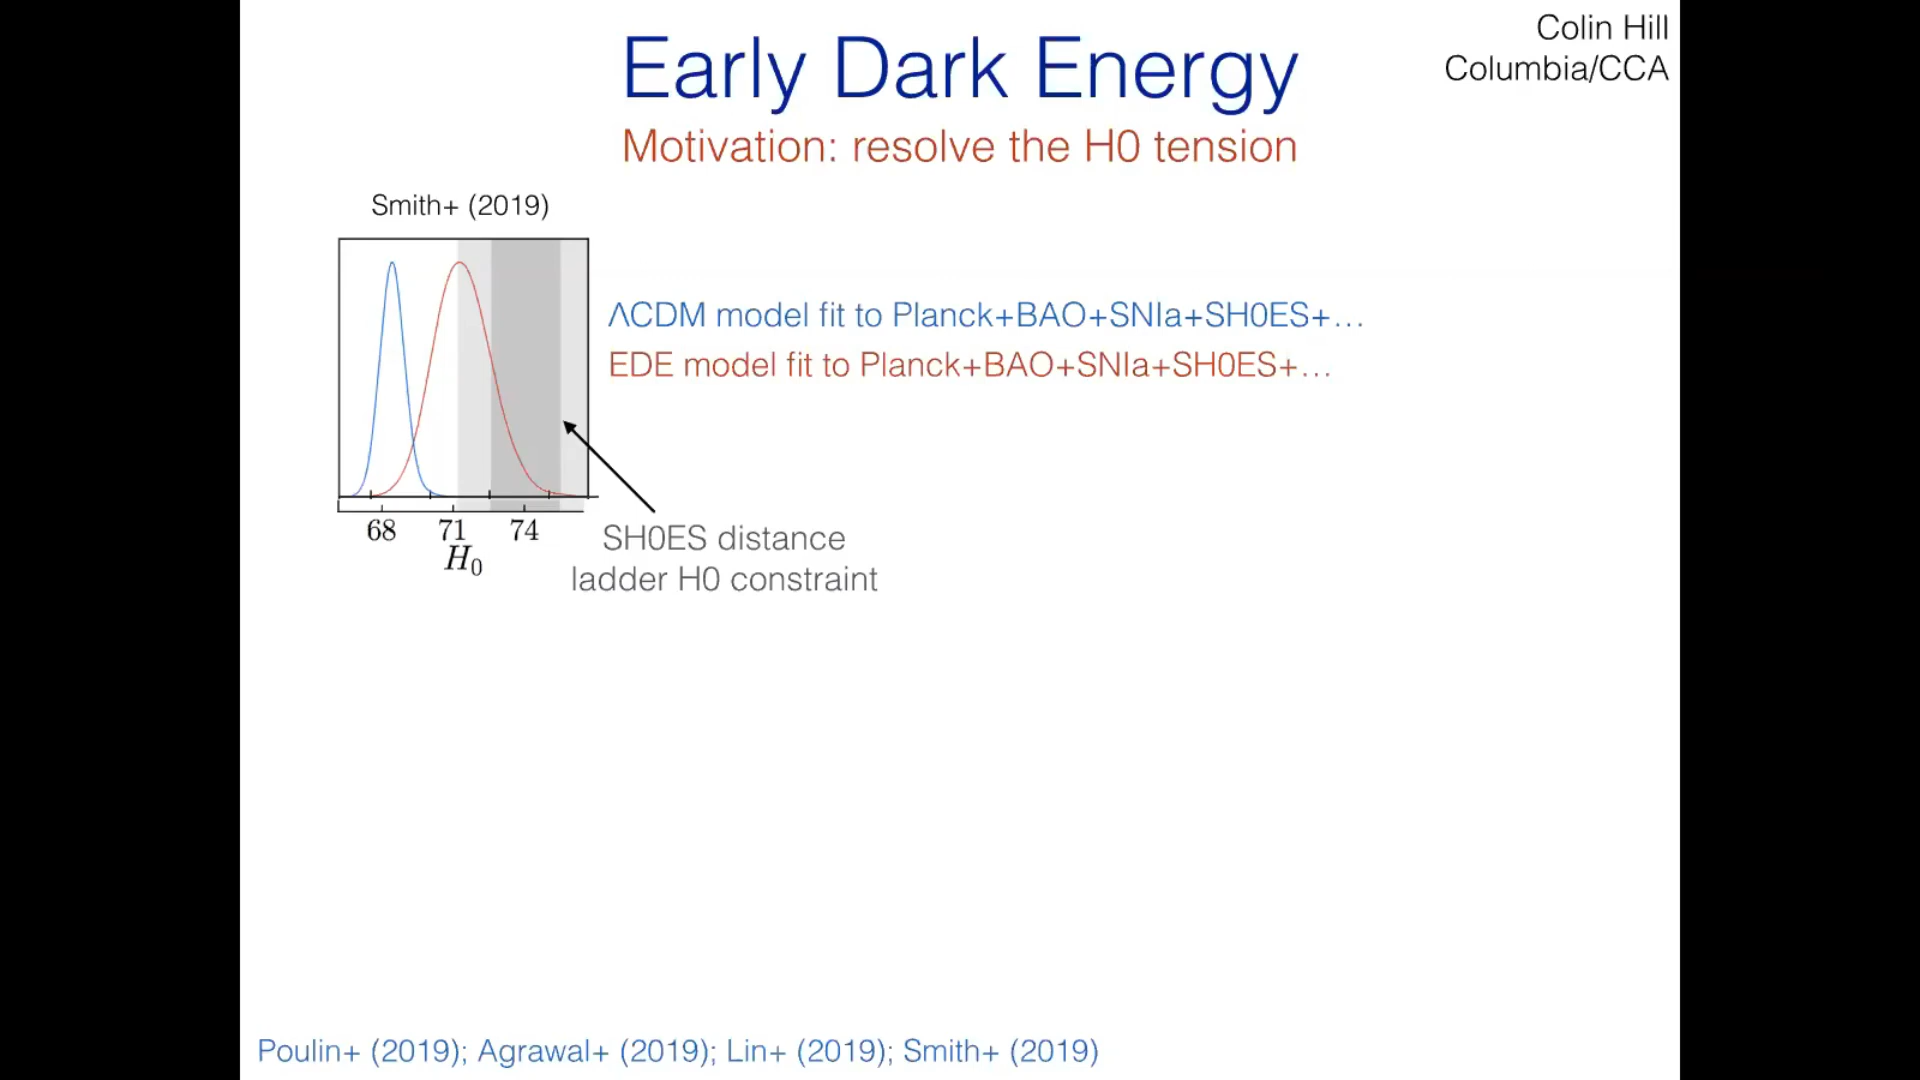 Colin Hill
Columbia/CCA
Early Dark Energy
Motivation: resolve the H0 tension
Smith+ (2019)
ΛCDM model fit to Planck+BAO+SNIa+SH0ES+…
EDE model fit to Planck+BAO+SNIa+SH0ES+…
68 71 74
H₀
SH0ES distance
ladder H0 constraint
Poulin+ (2019); Agrawal+ (2019); Lin+ (2019); Smith+ (2019)